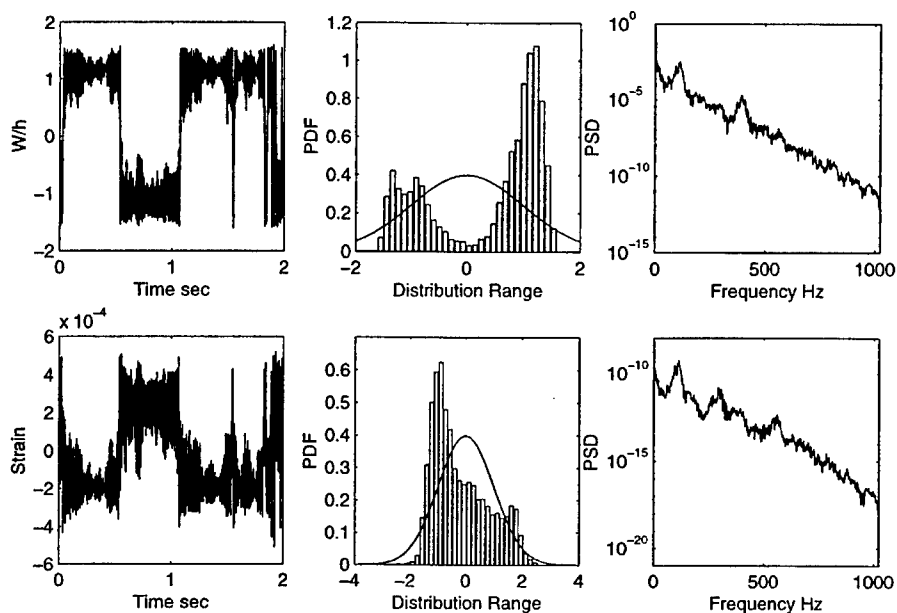 W/h
2
1
0
−1
−2
0 1 2
Time sec
PDF
1.2
1
0.8
0.6
0.4
0.2
0
−2 0 2
Distribution Range
PSD
10^0
10^−5
10^−10
10^−15
0 500 1000
Frequency Hz
x 10^−4
Strain
6
4
2
0
−2
−4
−6
0 1 2
Time sec
PDF
0.6
0.5
0.4
0.3
0.2
0.1
0
−4 −2 0 2 4
Distribution Range
PSD
10^−10
10^−15
10^−20
0 500 1000
Frequency Hz